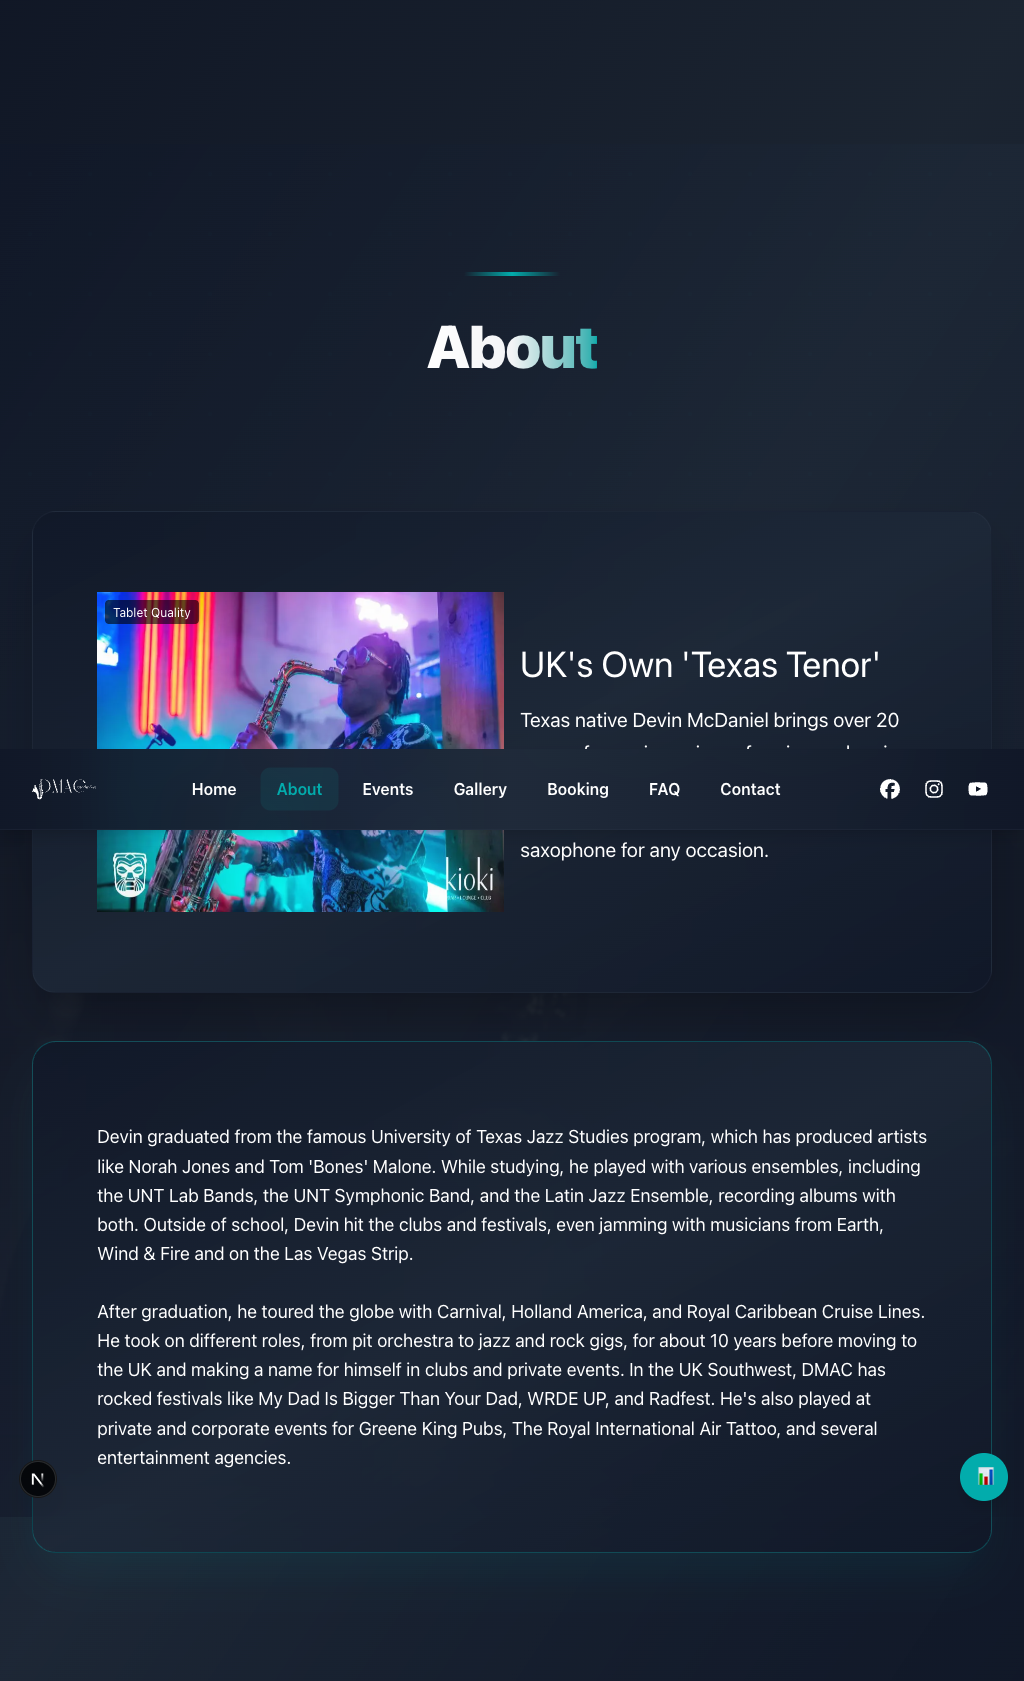 About
Tablet Quality
UK's Own 'Texas Tenor'
Texas native Devin McDaniel brings over 20
DMAC
Home
About
Events
Gallery
Booking
FAQ
Contact
saxophone for any occasion.
kioki
Devin graduated from the famous University of Texas Jazz Studies program, which has produced artists
like Norah Jones and Tom 'Bones' Malone. While studying, he played with various ensembles, including
the UNT Lab Bands, the UNT Symphonic Band, and the Latin Jazz Ensemble, recording albums with
both. Outside of school, Devin hit the clubs and festivals, even jamming with musicians from Earth,
Wind & Fire and on the Las Vegas Strip.
After graduation, he toured the globe with Carnival, Holland America, and Royal Caribbean Cruise Lines.
He took on different roles, from pit orchestra to jazz and rock gigs, for about 10 years before moving to
the UK and making a name for himself in clubs and private events. In the UK Southwest, DMAC has
rocked festivals like My Dad Is Bigger Than Your Dad, WRDE UP, and Radfest. He's also played at
private and corporate events for Greene King Pubs, The Royal International Air Tattoo, and several
entertainment agencies.
N